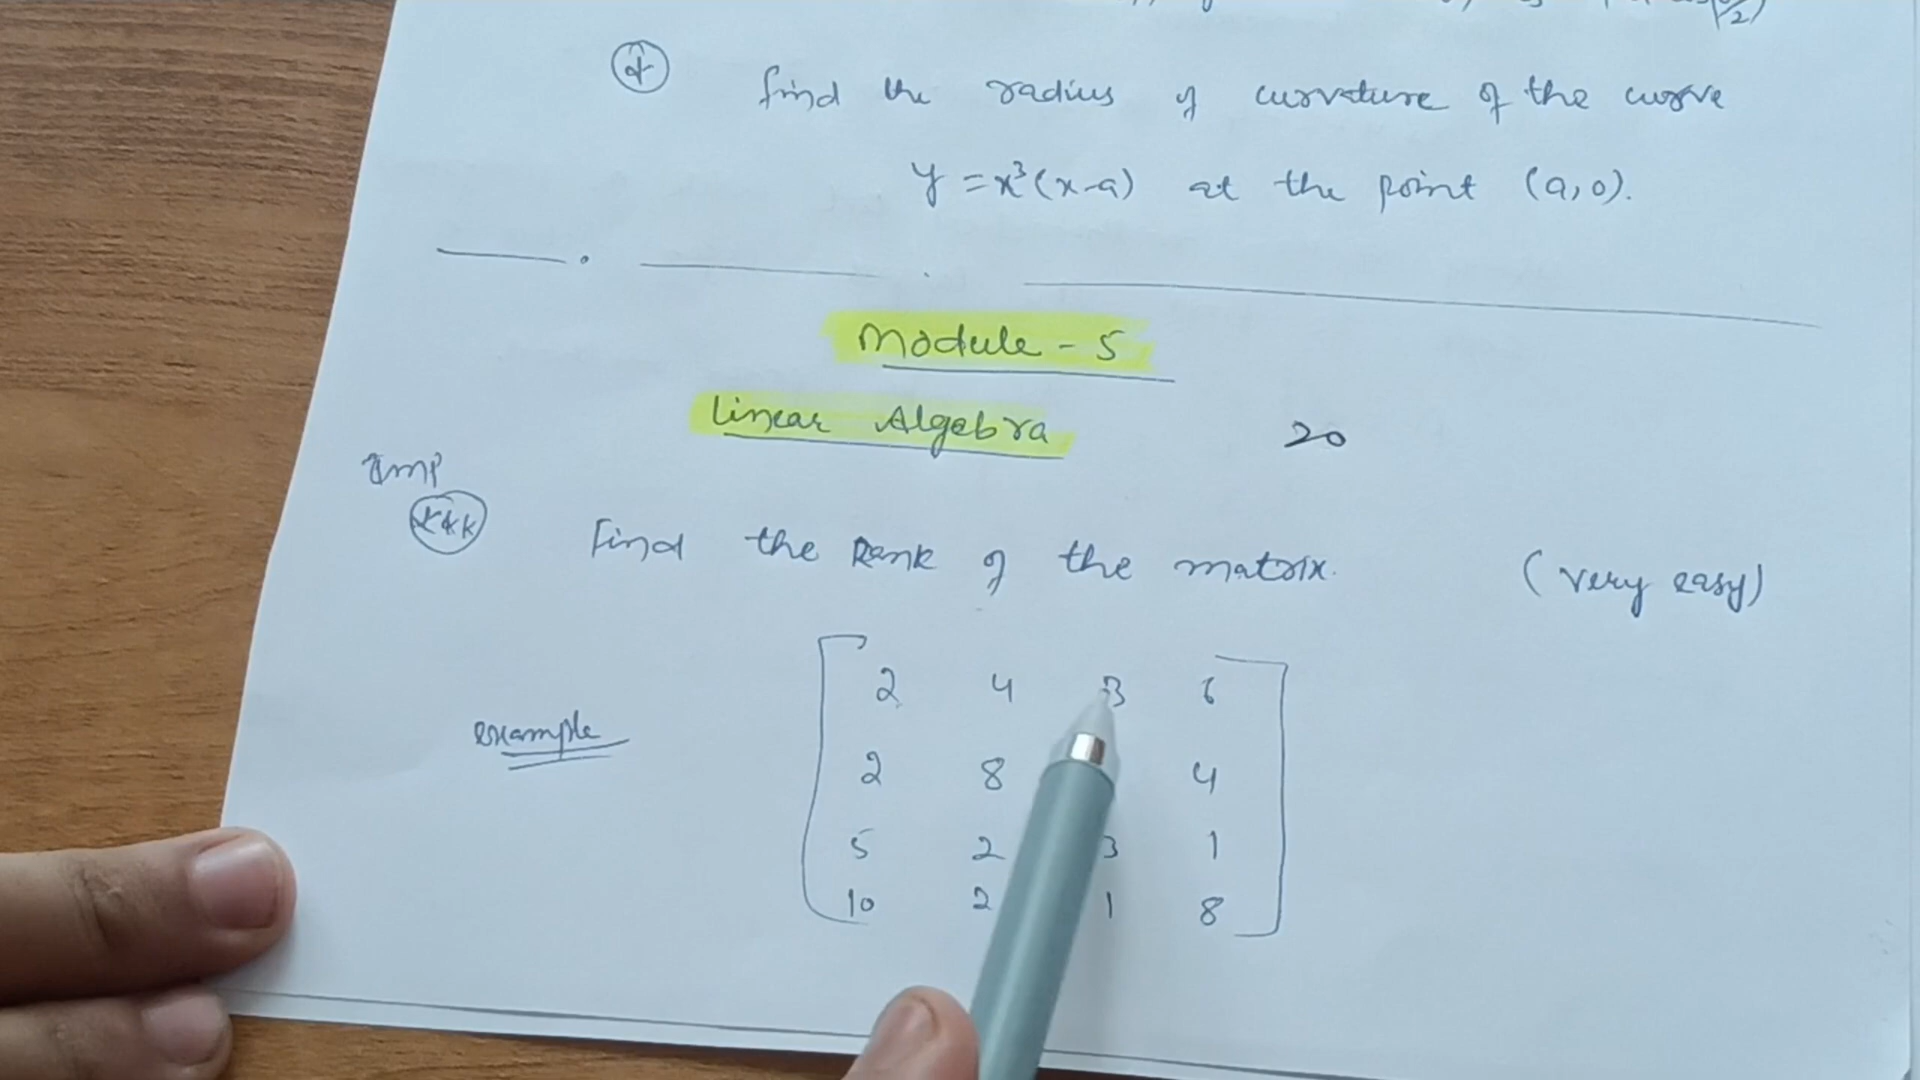 find the radius of curvature of the curve
y = x³(x-a) at the point (a,0).
Module - 5
Linear Algebra 20
Imp
Find the Rank of the matrix. (very easy)
2 4 3 6
example
2 8 4
5 2 3 1
10 2 1 8